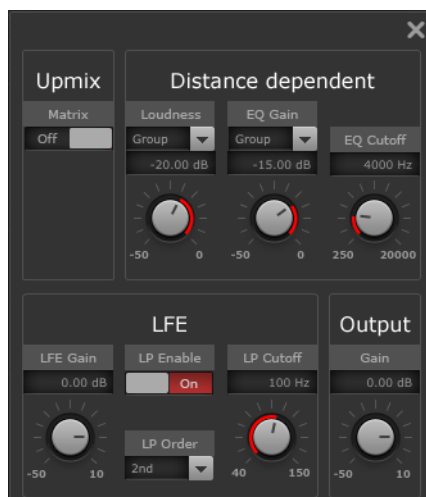 Upmix
Distance dependent
Matrix
Loudness
EQ Gain
Off
Group
Group
EQ Cutoff
-20.00 dB
-15.00 dB
4000 Hz
-50 0
-50 0
250 20000
LFE
Output
LFE Gain
LP Enable
LP Cutoff
Gain
0.00 dB
On
100 Hz
0.00 dB
LP Order
2nd
-50 10
40 150
-50 10